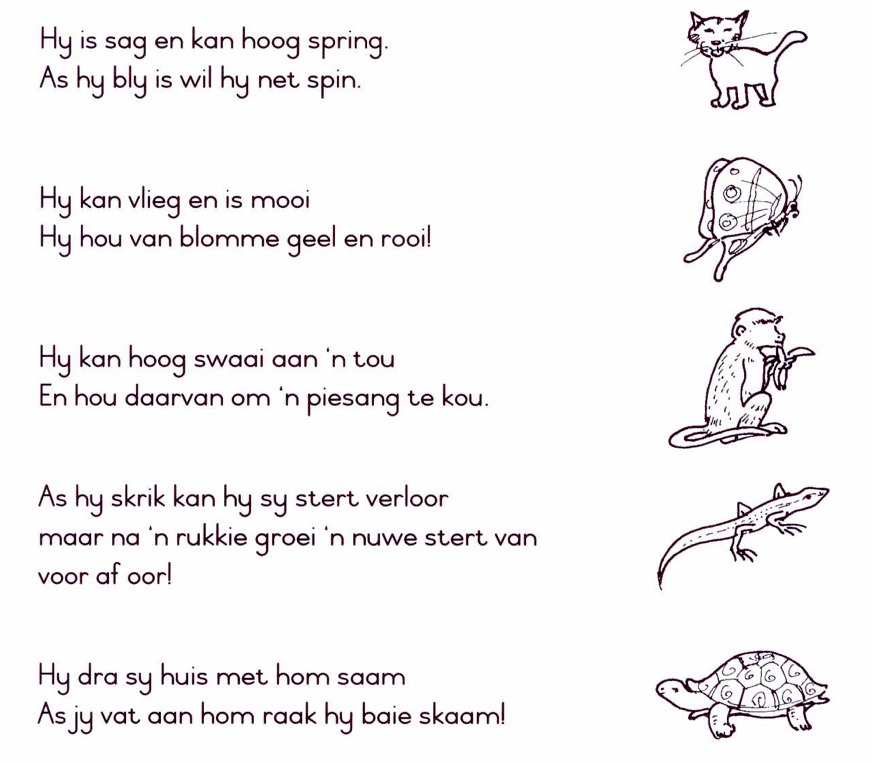 Hy is sag en kan hoog spring.
As hy bly is wil hy net spin.
Hy kan vlieg en is mooi
Hy hou van blomme geel en rooi!
Hy kan hoog swaai aan 'n tou
En hou daarvan om 'n piesang te kou.
As hy skrik kan hy sy stert verloor
maar na 'n rukkie groei 'n nuwe stert van
voor af oor!
Hy dra sy huis met hom saam
As jy vat aan hom raak hy baie skaam!